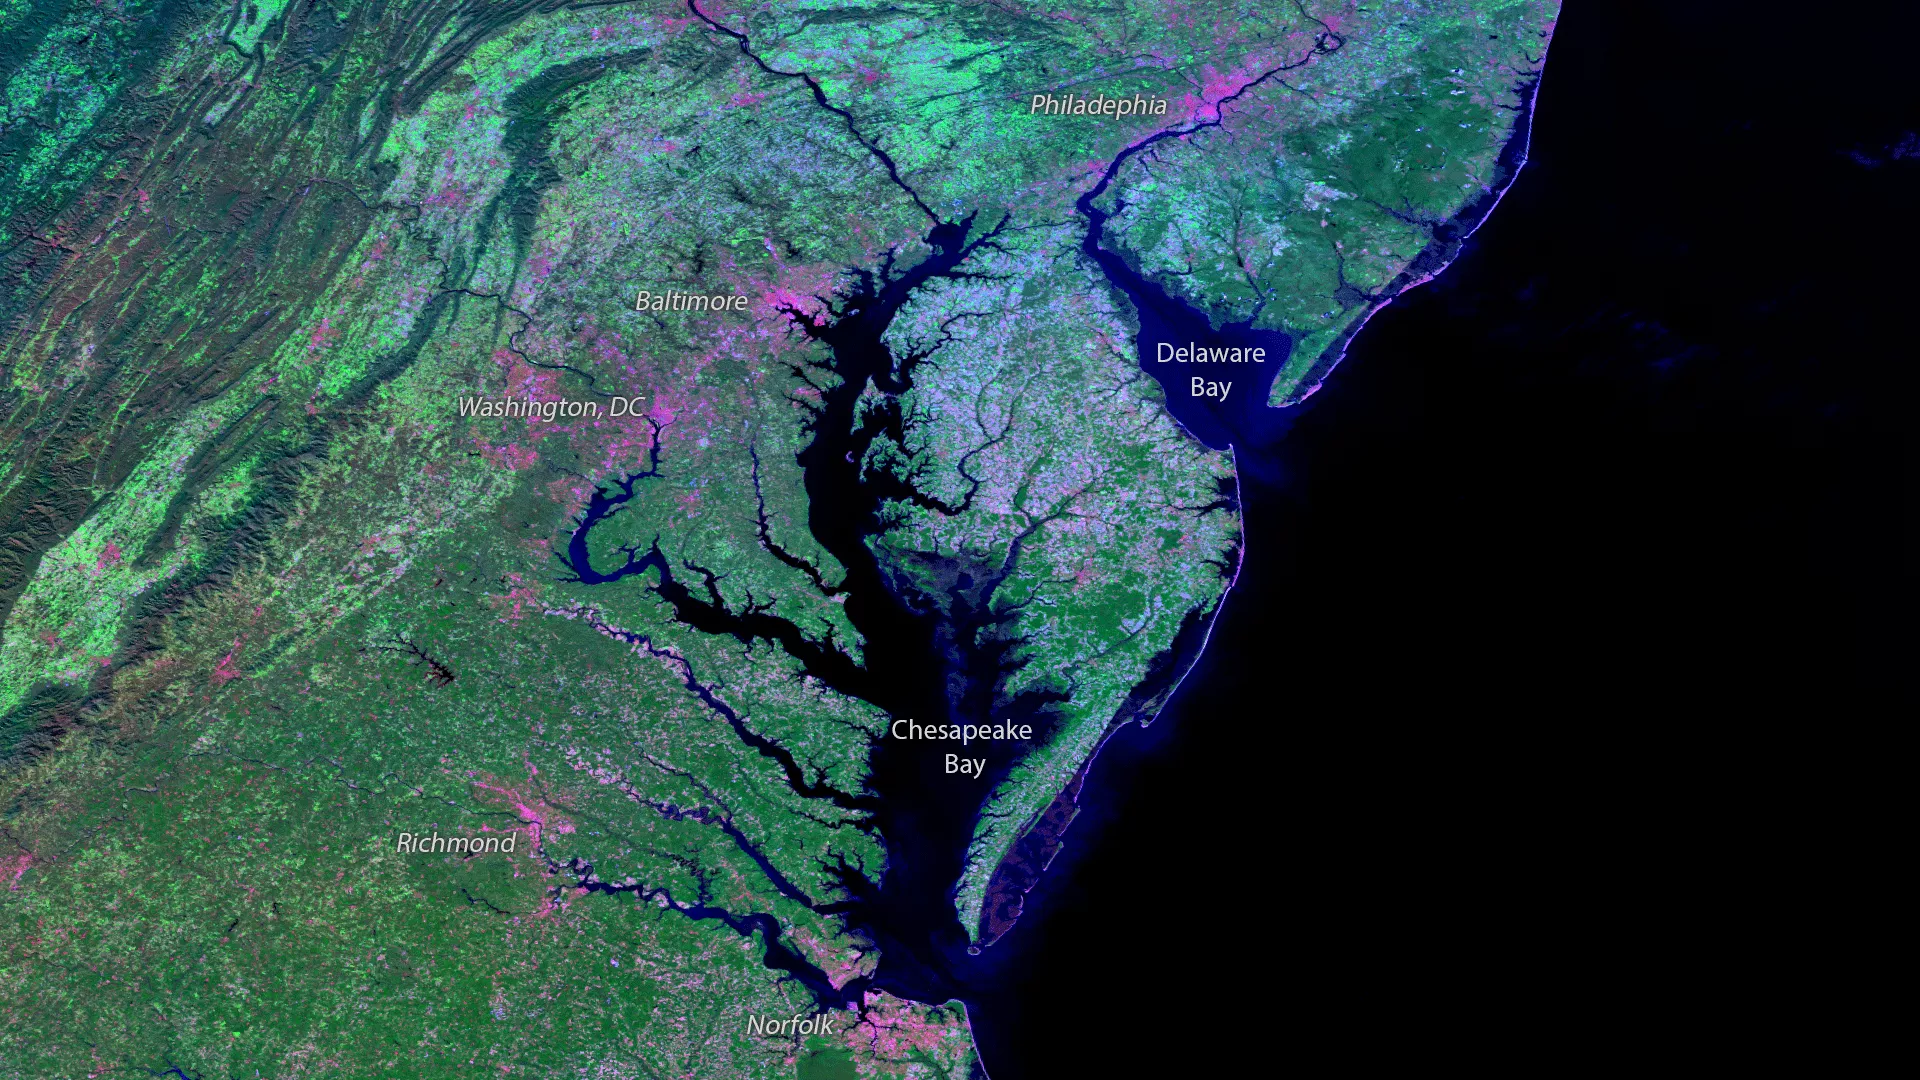 Philadephia
Baltimore
Delaware
Bay
Washington, DC
Chesapeake
Bay
Richmond
Norfolk